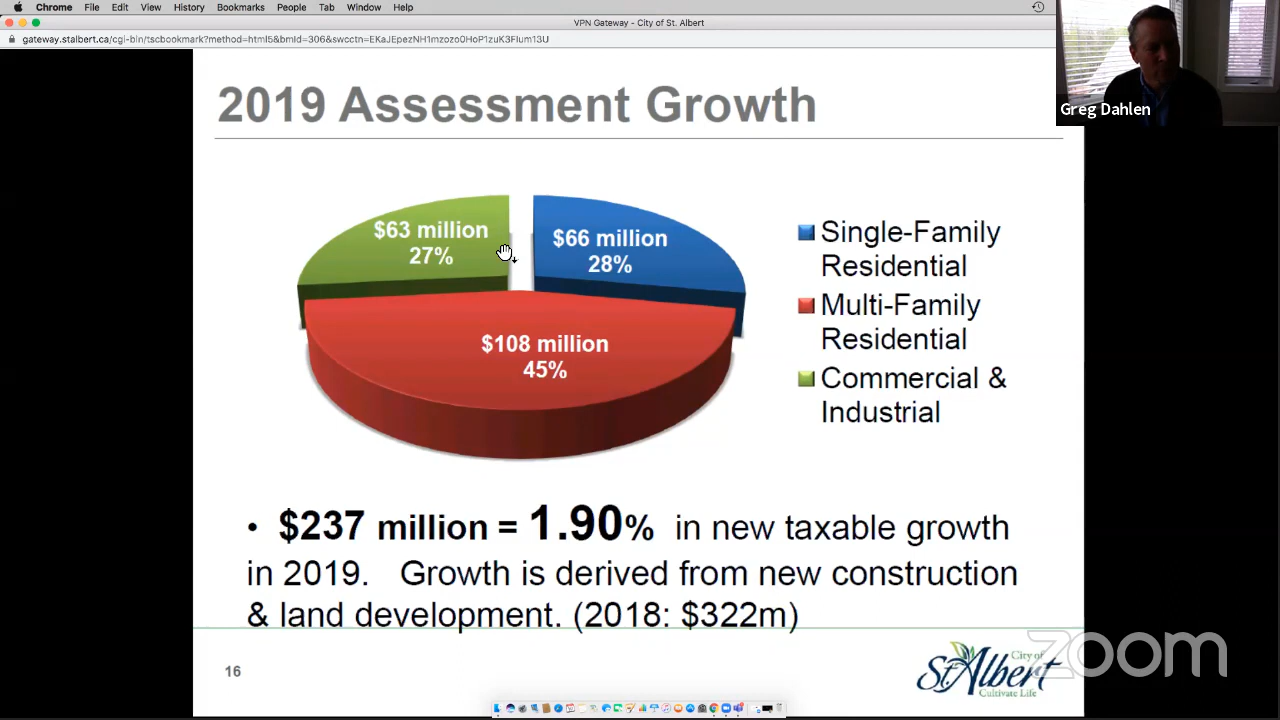 Chrome File Edit View History Bookmarks People Tab Window Help
VPN Gateway - City of St. Albert
Greg Dahlen
2019 Assessment Growth
$63 million
27%
$66 million
28%
$108 million
45%
Single-Family
Residential
Multi-Family
Residential
Commercial &
Industrial
• $237 million = 1.90% in new taxable growth
in 2019. Growth is derived from new construction
& land development. (2018: $322m)
16
City of
St. Albert
Cultivate Life
zoom